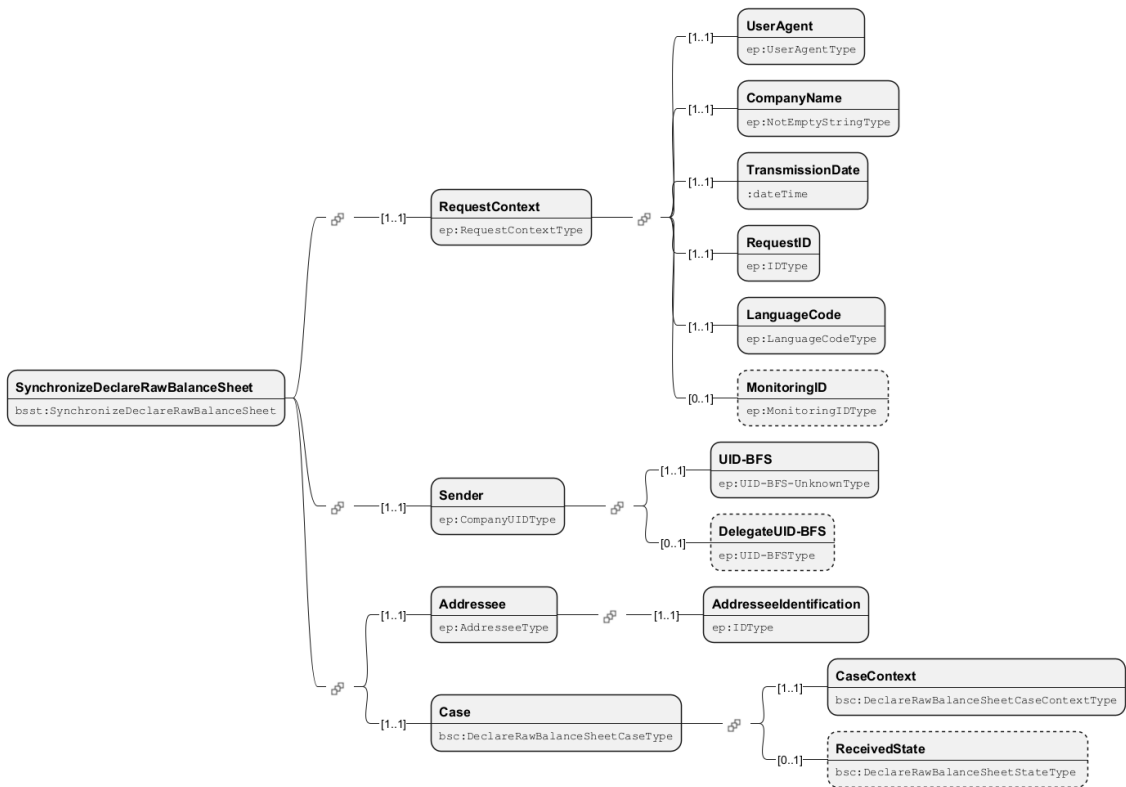 [1..1]
UserAgent
ep:UserAgentType
[1..1]
CompanyName
ep:NotEmptyStringType
[1..1]
TransmissionDate
:dateTime
[1..1]
RequestContext
ep:RequestContextType
[1..1]
RequestID
ep:IDType
[1..1]
LanguageCode
ep:LanguageCodeType
SynchronizeDeclareRawBalanceSheet
bsst:SynchronizeDeclareRawBalanceSheet
[0..1]
MonitoringID
ep:MonitoringIDType
[1..1]
Sender
ep:CompanyUIDType
[1..1]
UID-BFS
ep:UID-BFS-UnknownType
[0..1]
DelegateUID-BFS
ep:UID-BFSType
[1..1]
Addressee
ep:AddresseeType
[1..1]
AddresseeIdentification
ep:IDType
[1..1]
Case
bsc:DeclareRawBalanceSheetCaseType
[1..1]
CaseContext
bsc:DeclareRawBalanceSheetCaseContextType
[0..1]
ReceivedState
bsc:DeclareRawBalanceSheetStateType